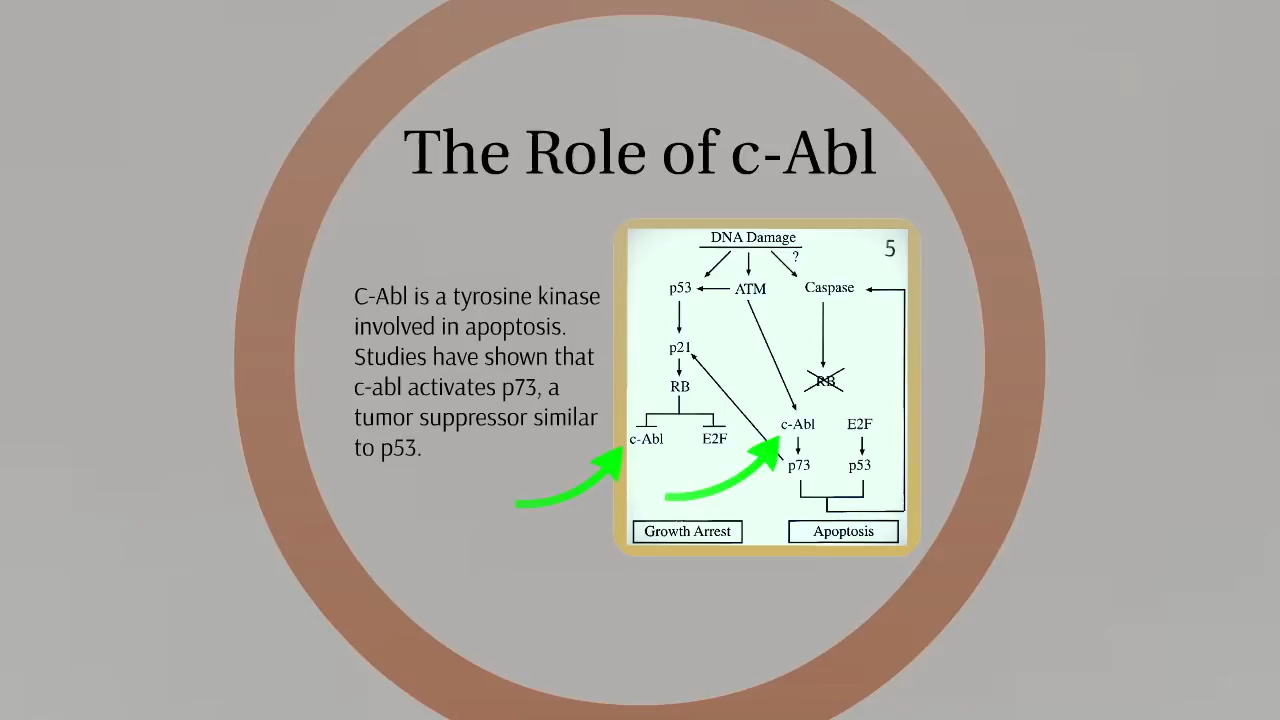 The Role of c-Abl
C-Abl is a tyrosine kinase
involved in apoptosis.
Studies have shown that
c-abl activates p73, a
tumor suppressor similar
to p53.
DNA Damage
5
?
p53
ATM
Caspase
p21
RB
RB
c-Abl
E2F
c-Abl
E2F
p73
p53
Growth Arrest
Apoptosis